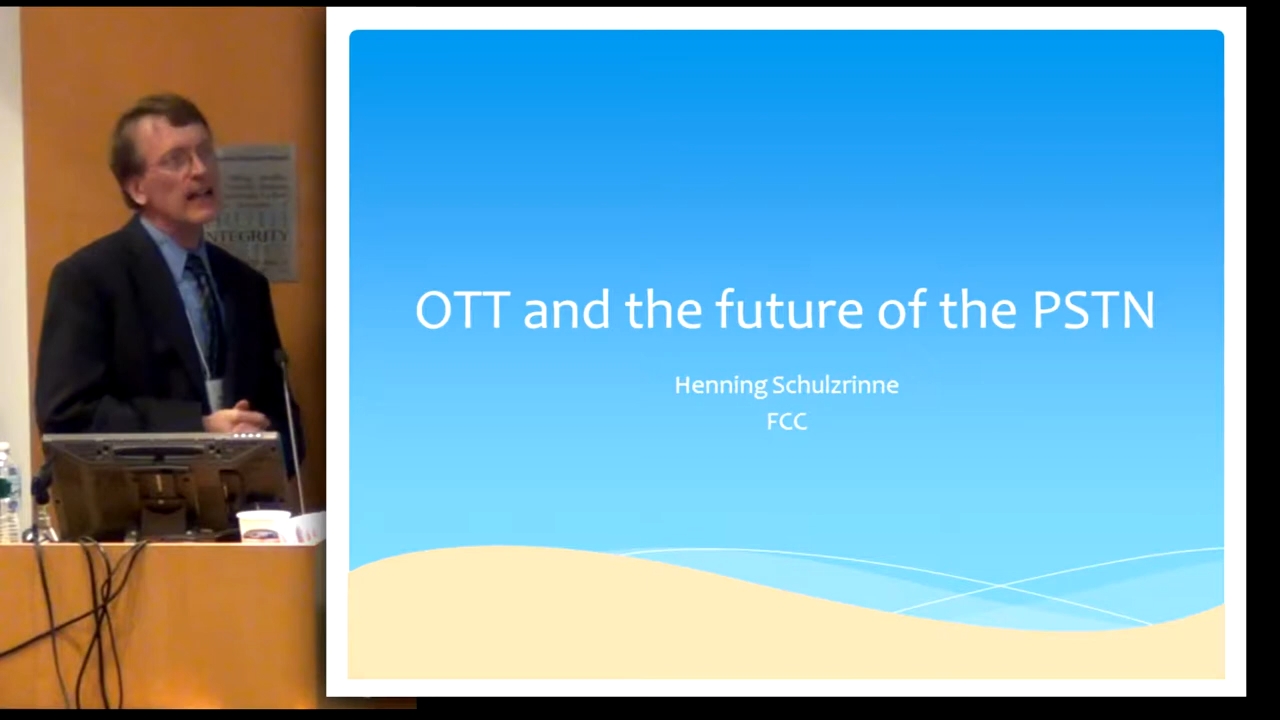 INTEGRITY
OTT and the future of the PSTN
Henning Schulzrinne
FCC